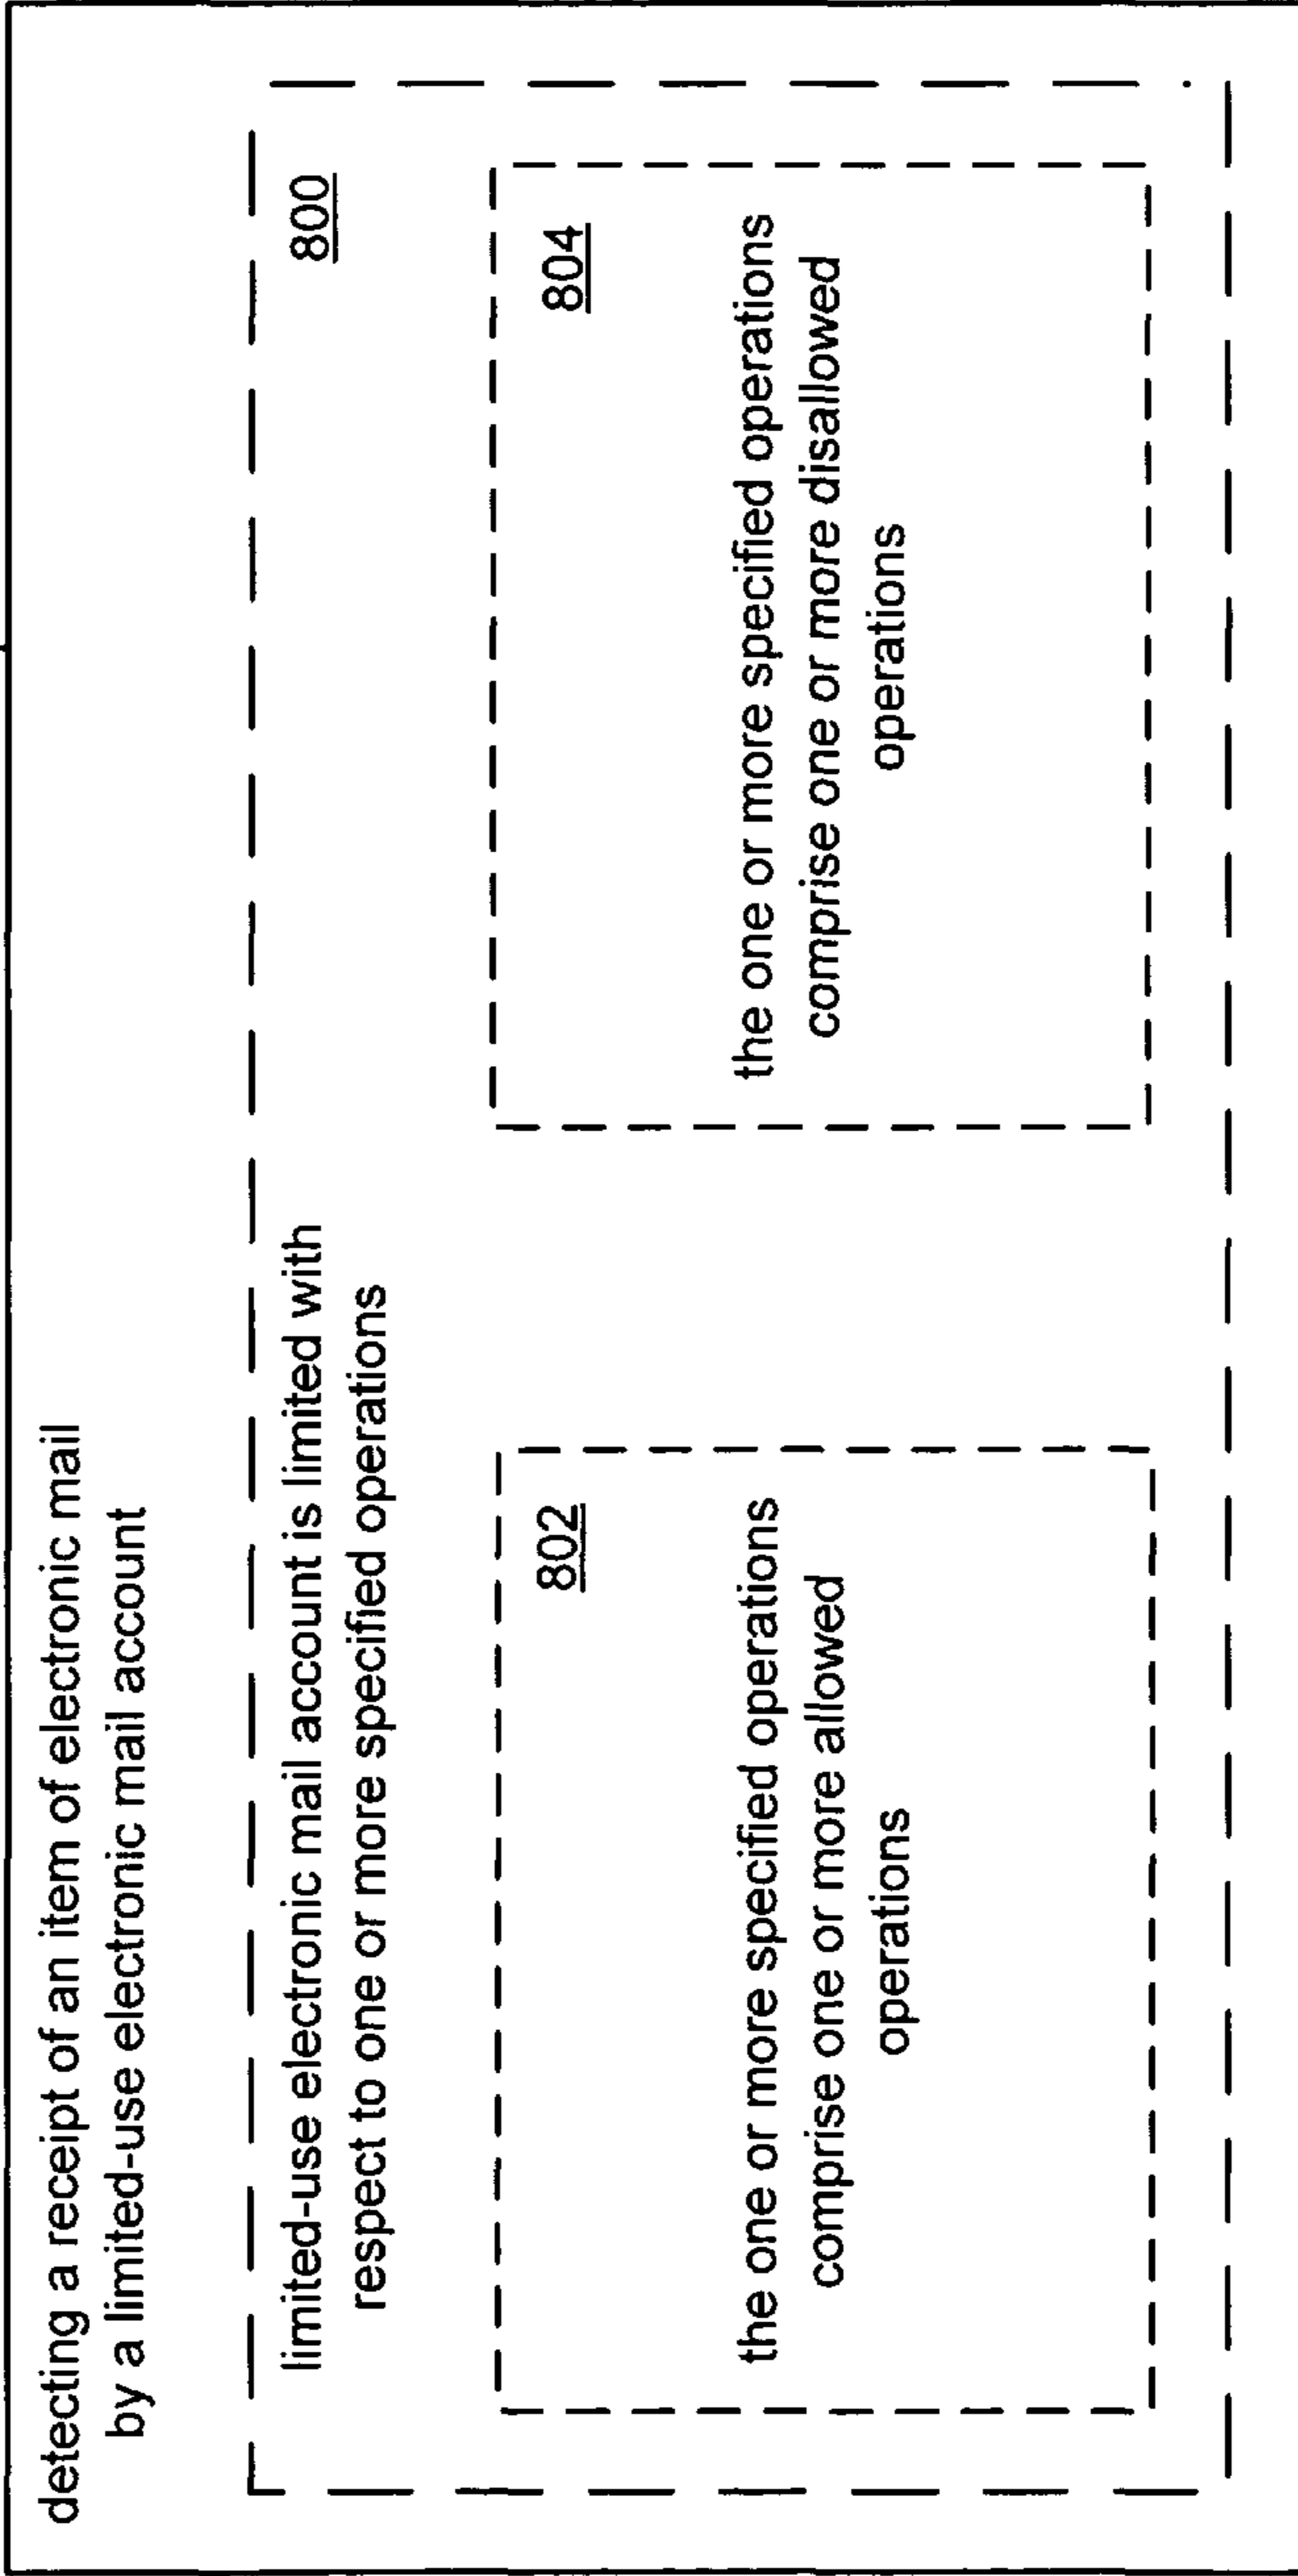 detecting a receipt of an item of electronic mail
by a limited-use electronic mail account
800
limited-use electronic mail account is limited with
respect to one or more specified operations
802
the one or more specified operations
comprise one or more allowed
operations
804
the one or more specified operations
comprise one or more disallowed
operations